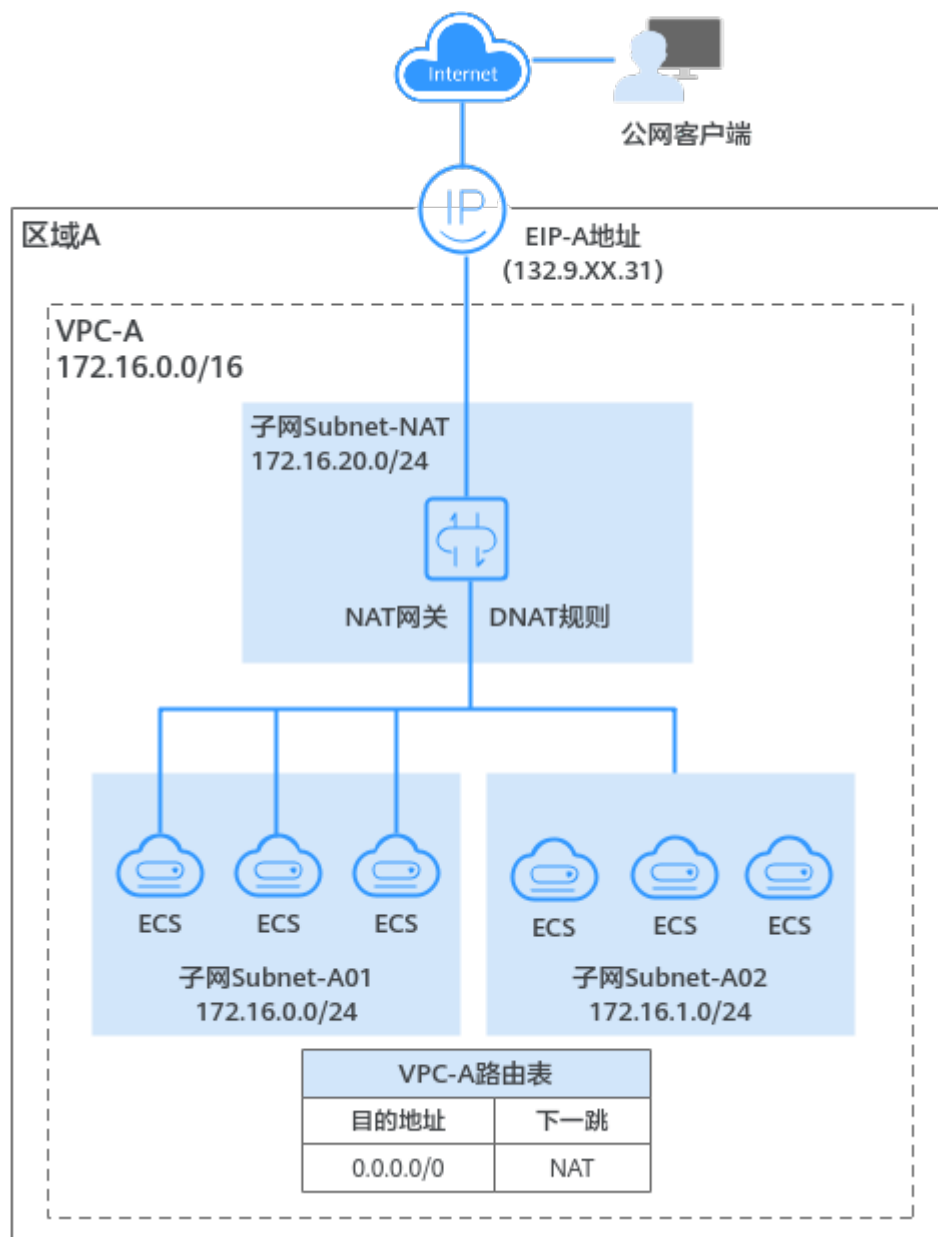 Internet
公网客户端
IP
区域A
EIP-A地址
(132.9.XX.31)
VPC-A
172.16.0.0/16
子网Subnet-NAT
172.16.20.0/24
NAT网关
DNAT规则
ECS
ECS
ECS
ECS
ECS
ECS
子网Subnet-A01
172.16.0.0/24
子网Subnet-A02
172.16.1.0/24
VPC-A路由表
目的地址 下一跳
0.0.0.0/0 NAT